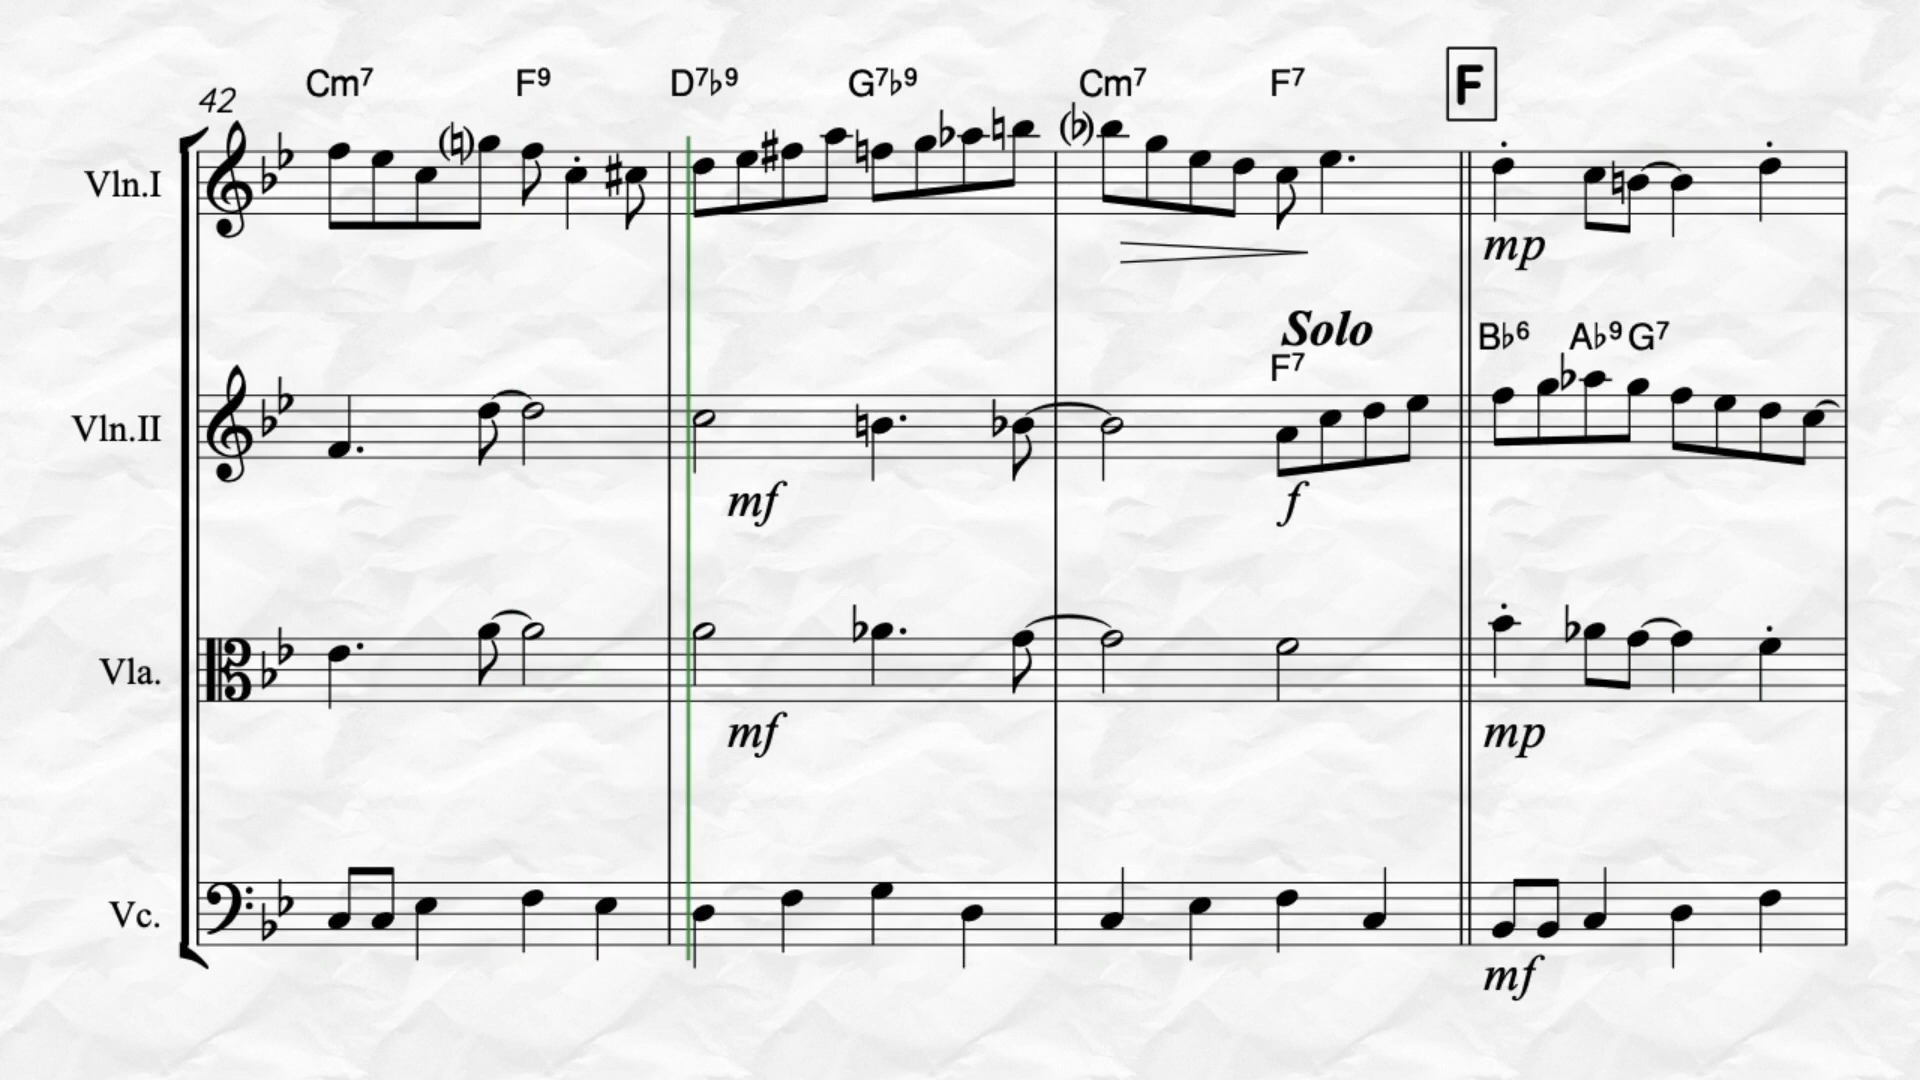 Cm7 F9 D7♭9 G7♭9 Cm7 F7 F
42
Vln.I
mp
Solo
B♭6 A♭9 G7
F7
Vln.II
mf f
Vla.
mf mp
Vc.
mf